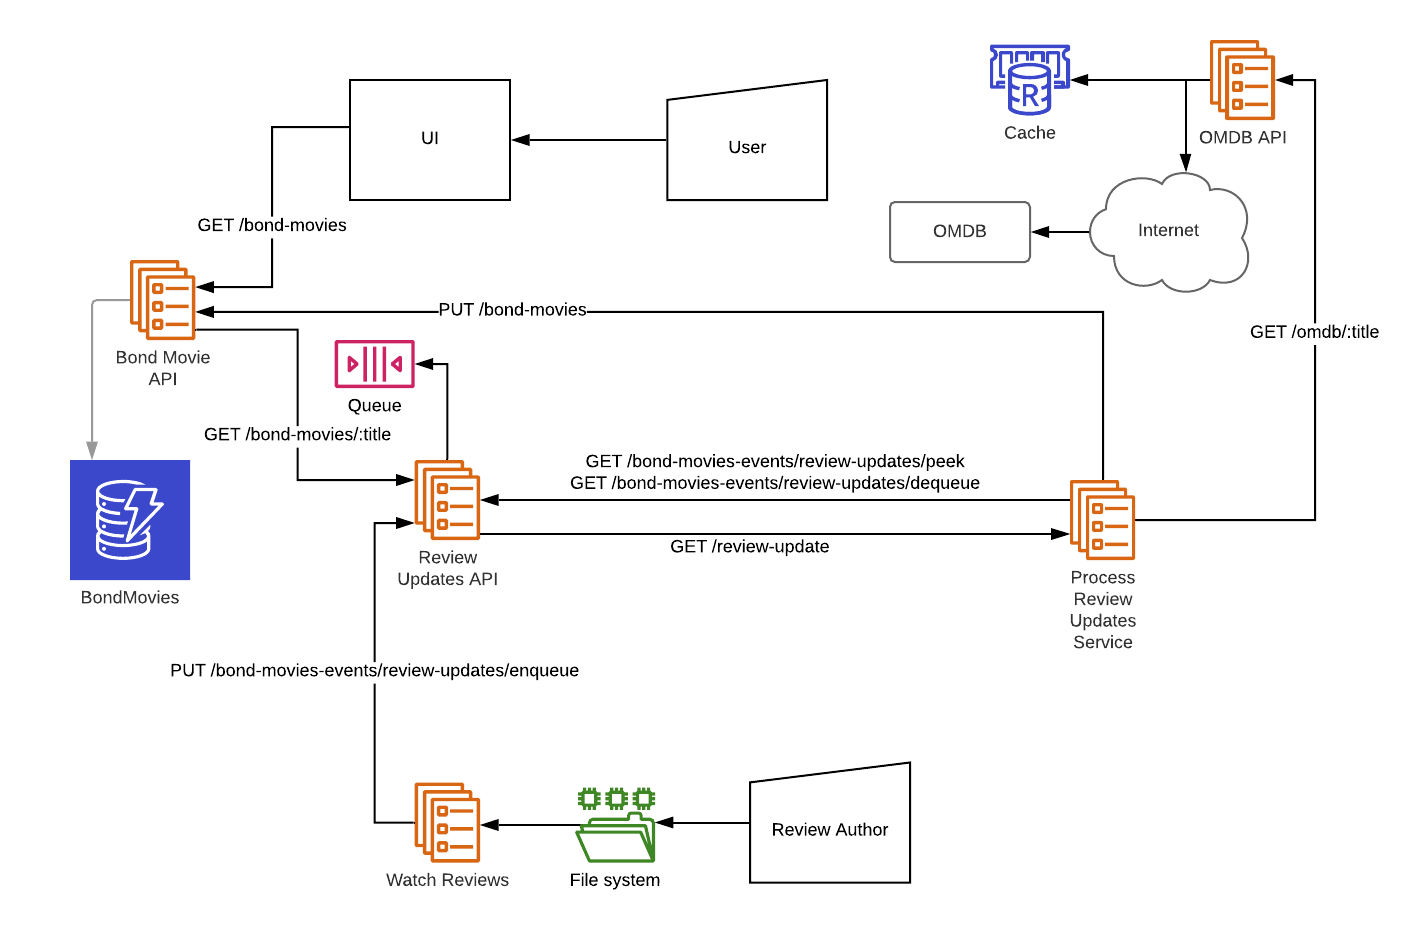 UI
User
R
Cache
OMDB API
GET /bond-movies
OMDB
Internet
PUT /bond-movies
GET /omdb/:title
Bond Movie
API
Queue
GET /bond-movies/:title
GET /bond-movies-events/review-updates/peek
GET /bond-movies-events/review-updates/dequeue
GET /review-update
Review
Updates API
Process
Review
Updates
Service
BondMovies
PUT /bond-movies-events/review-updates/enqueue
Review Author
Watch Reviews
File system